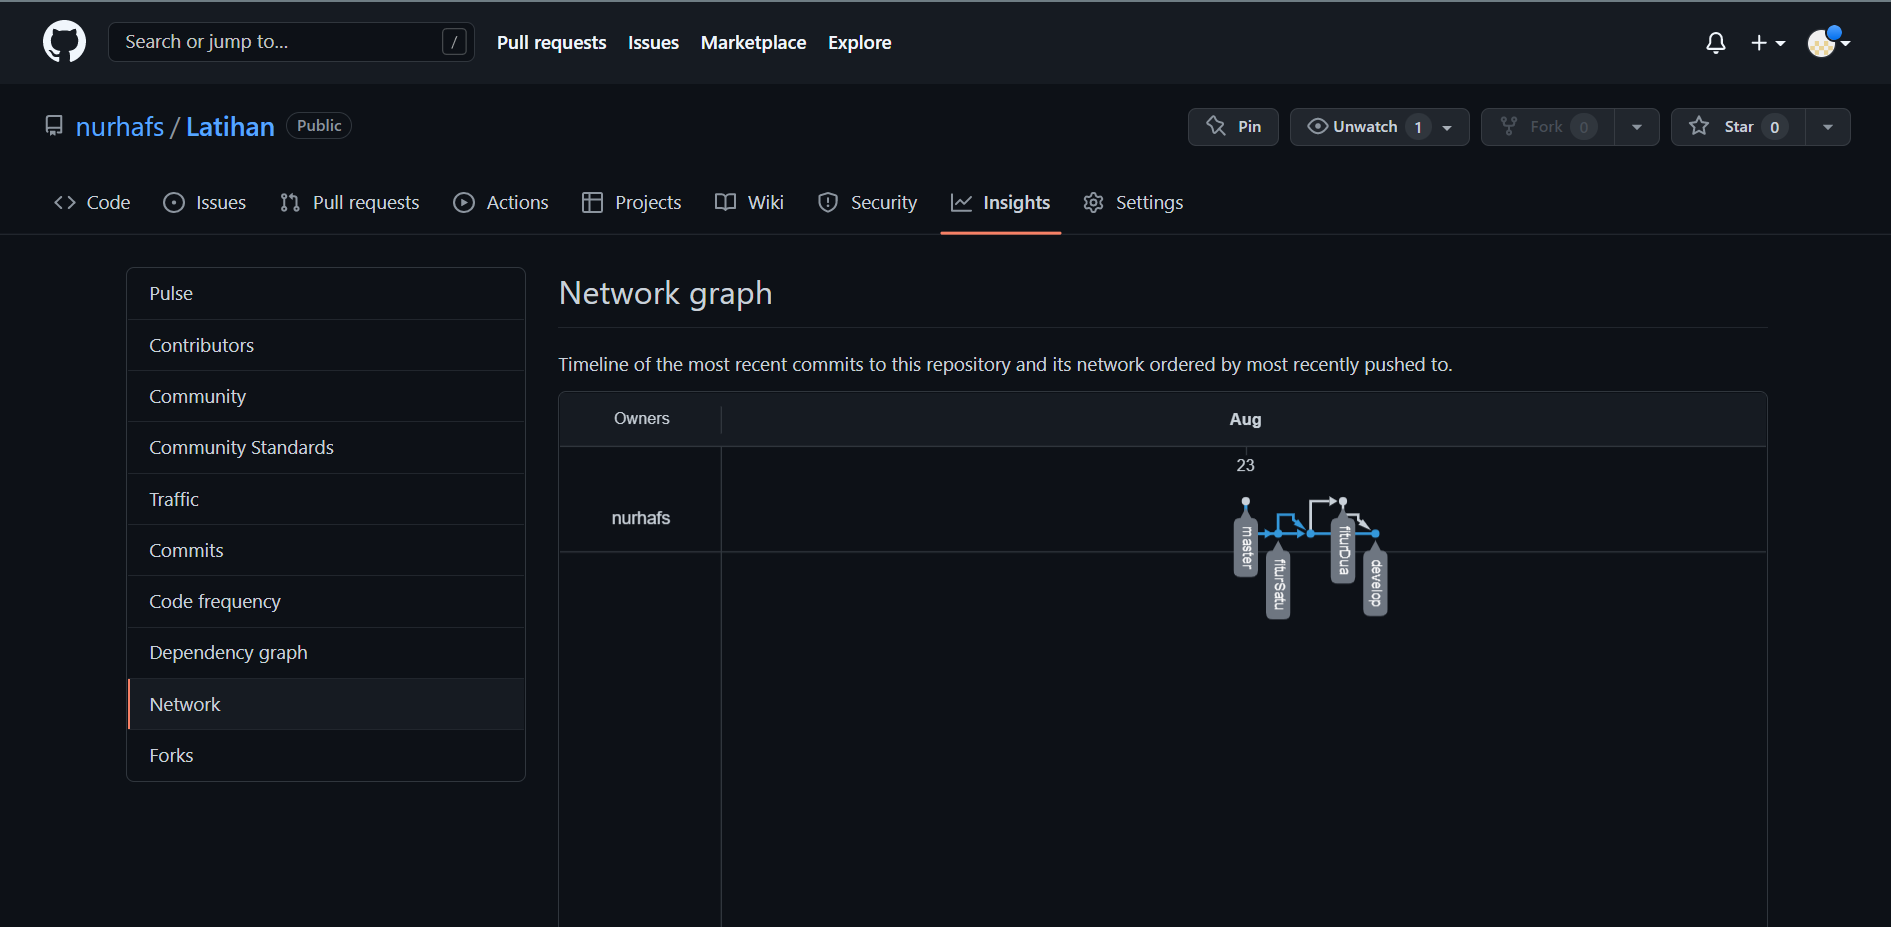 Search or jump to... / Pull requests Issues Marketplace Explore
nurhafs / Latihan Public Pin Unwatch 1 Fork 0 Star 0
Code Issues Pull requests Actions Projects Wiki Security Insights Settings
Pulse
Contributors
Community
Community Standards
Traffic
Commits
Code frequency
Dependency graph
Network
Forks
Network graph
Timeline of the most recent commits to this repository and its network ordered by most recently pushed to.
Owners Aug
23
nurhafs
master
fiturSatu
fiturDua
develop